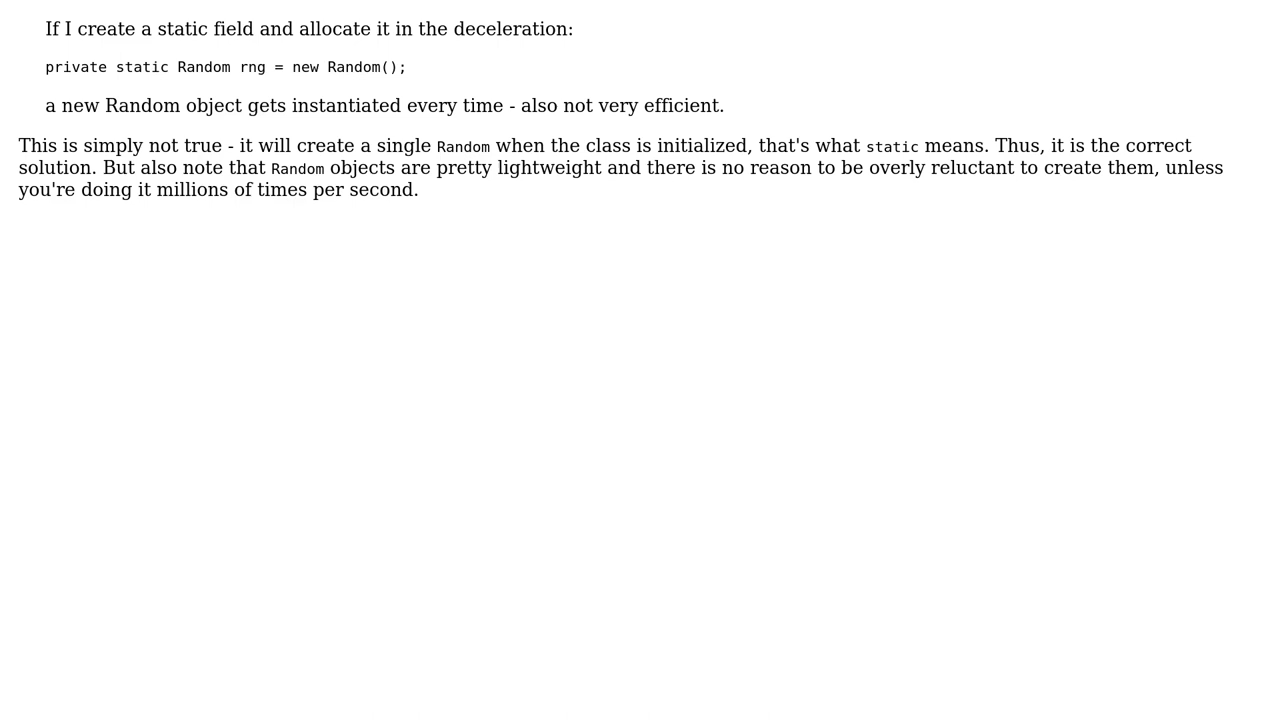 If I create a static field and allocate it in the deceleration:
private static Random rng = new Random();
a new Random object gets instantiated every time - also not very efficient.
This is simply not true - it will create a single Random when the class is initialized, that's what static means. Thus, it is the correct
solution. But also note that Random objects are pretty lightweight and there is no reason to be overly reluctant to create them, unless
you're doing it millions of times per second.